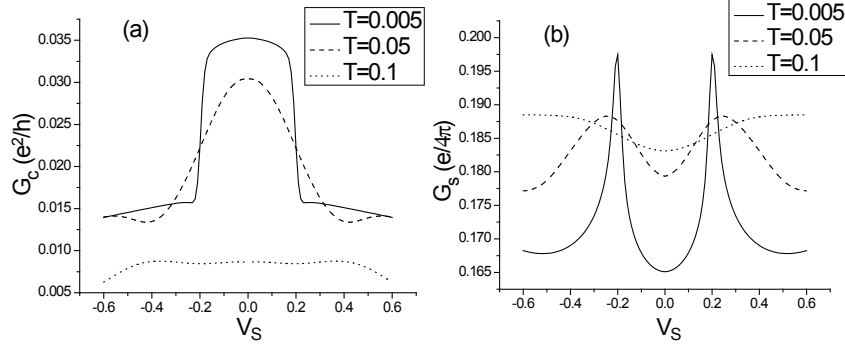 (a)
T=0.005
T=0.05
T=0.1
G_c (e²/h)
0.035
0.030
0.025
0.020
0.015
0.010
0.005
-0.6 -0.4 -0.2 0.0 0.2 0.4 0.6
V_S
(b)
T=0.005
T=0.05
T=0.1
G_s (e/4π)
0.200
0.195
0.190
0.185
0.180
0.175
0.170
0.165
-0.6 -0.4 -0.2 0.0 0.2 0.4 0.6
V_S